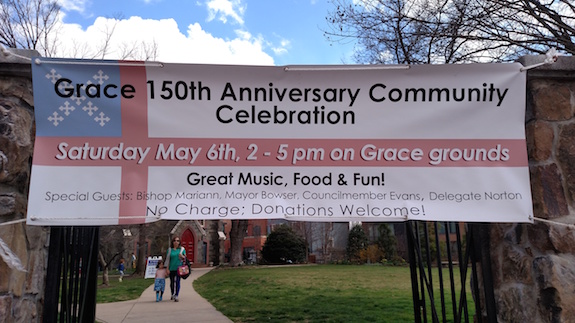 Grace 150th Anniversary Community
Celebration
Saturday May 6th, 2 - 5 pm on Grace grounds
Great Music, Food & Fun!
Special Guests: Bishop Mariann, Mayor Bowser, Councilmember Evans, Delegate Norton
No Charge; Donations Welcome!